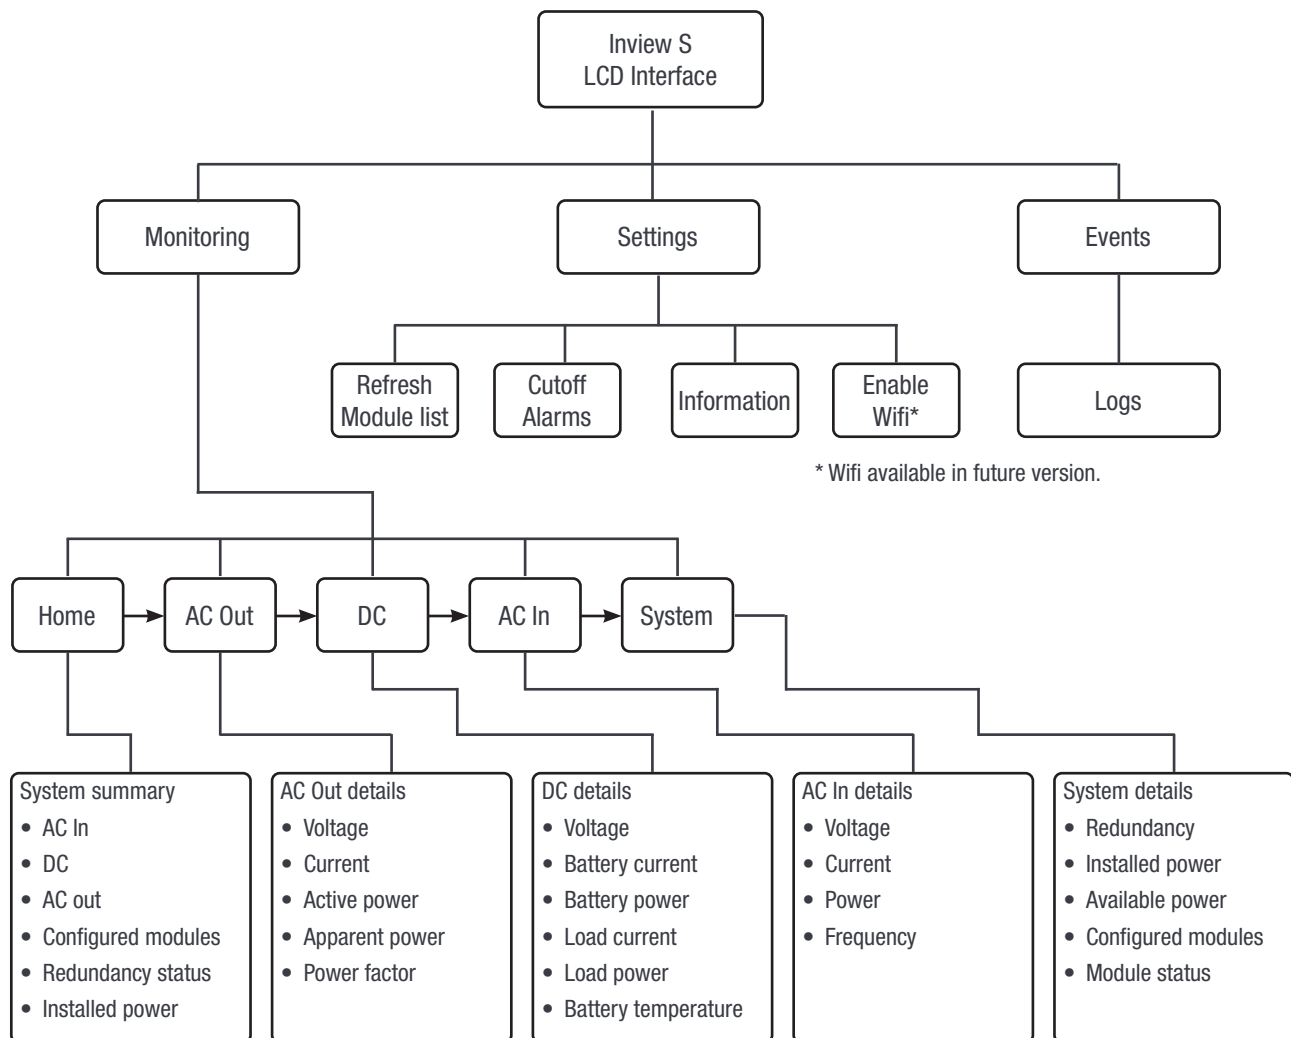 Inview S
LCD Interface
Monitoring
Settings
Events
Refresh
Module list
Cutoff
Alarms
Information
Enable
Wifi*
Logs
* Wifi available in future version.
Home
AC Out
DC
AC In
System
System summary
• AC In
• DC
• AC out
• Configured modules
• Redundancy status
• Installed power
AC Out details
• Voltage
• Current
• Active power
• Apparent power
• Power factor
DC details
• Voltage
• Battery current
• Battery power
• Load current
• Load power
• Battery temperature
AC In details
• Voltage
• Current
• Power
• Frequency
System details
• Redundancy
• Installed power
• Available power
• Configured modules
• Module status